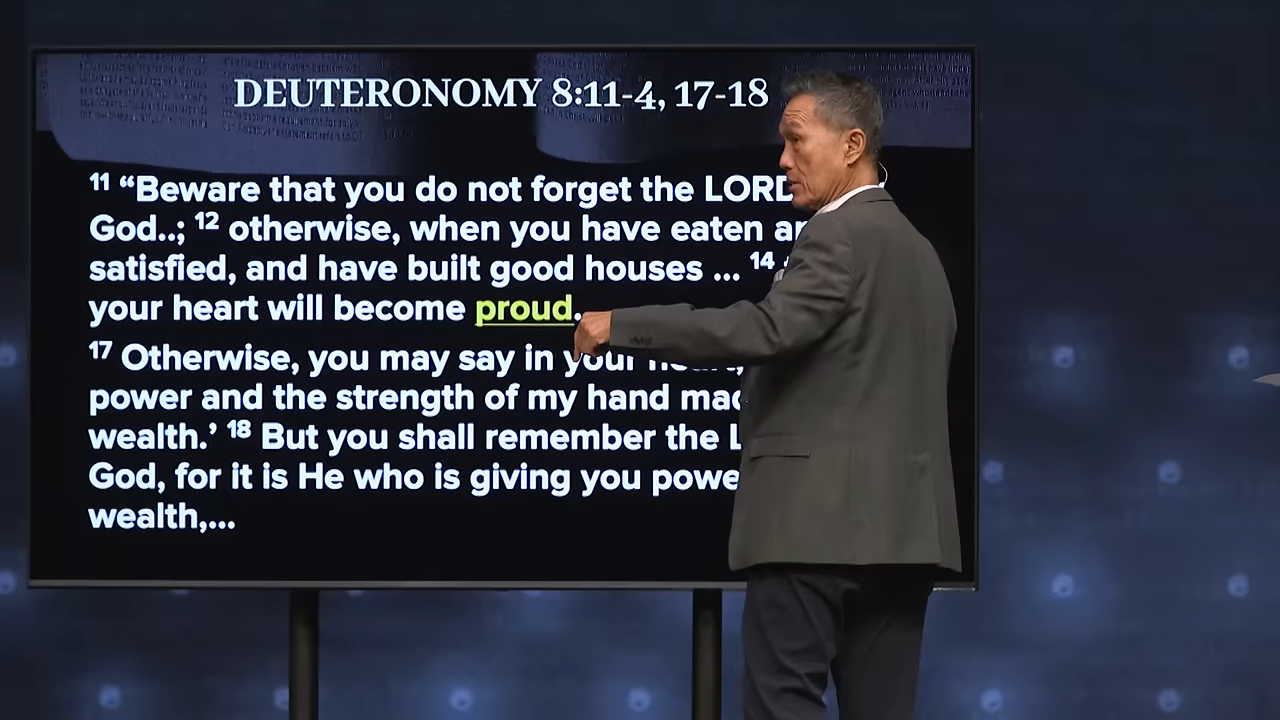 DEUTERONOMY 8:11-4, 17-18
11 “Beware that you do not forget the LORD
God..; 12 otherwise, when you have eaten
satisfied, and have built good houses ... 14
your heart will become proud.
17 Otherwise, you may say in your heart,
power and the strength of my hand
wealth.’ 18 But you shall remember the
God, for it is He who is giving you
wealth,...